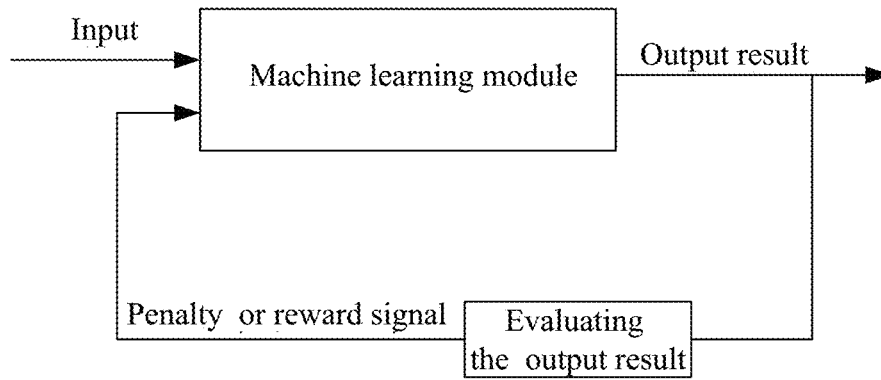 Input
Machine learning module
Output result
Penalty or reward signal
Evaluating
the output result